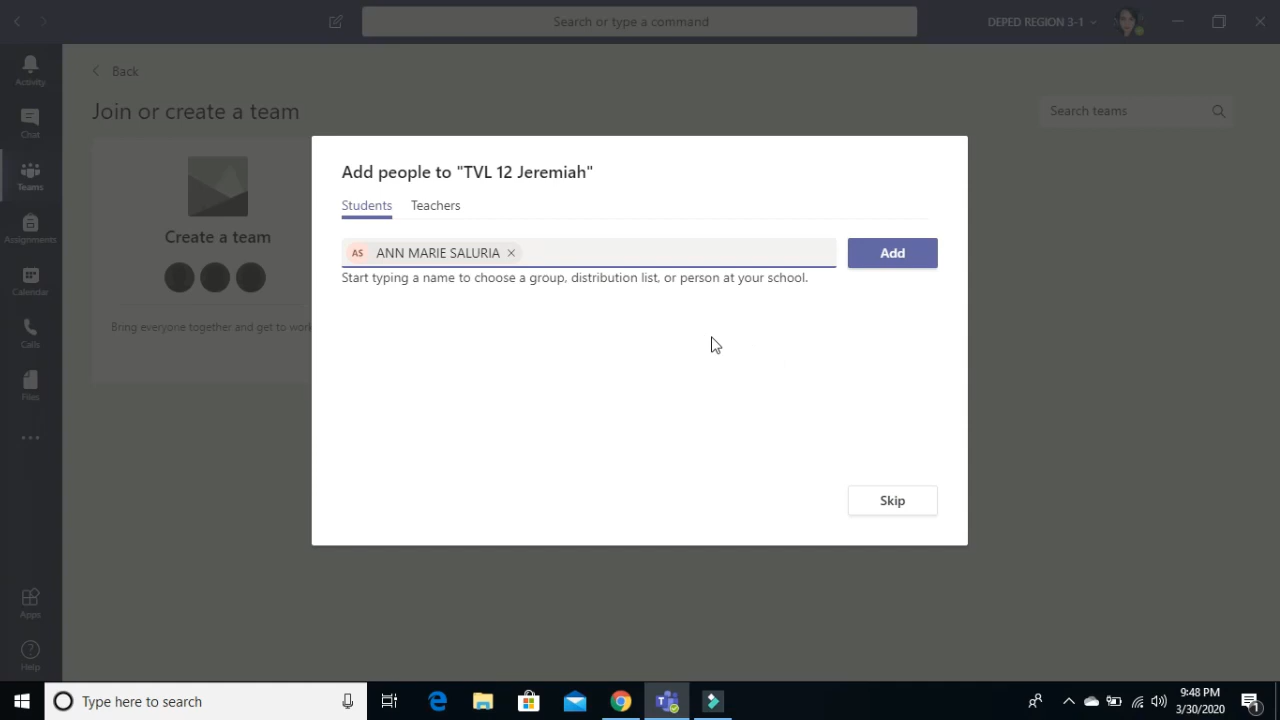 Search or type a command
DEPED REGION 3-1
Activity
Chat
Teams
Assignments
Calendar
Calls
Files
Apps
Help
Back
Join or create a team
Search teams
Create a team
Bring everyone together and get to work
Add people to "TVL 12 Jeremiah"
Students Teachers
AS ANN MARIE SALURIA
Add
Start typing a name to choose a group, distribution list, or person at your school.
Skip
Type here to search
9:48 PM
3/30/2020
1